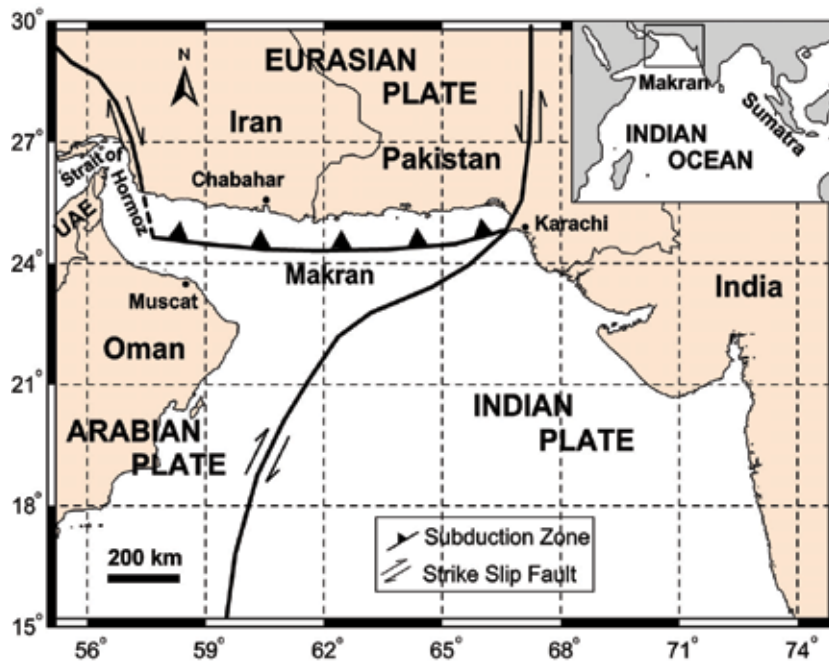 30°
27°
24°
21°
18°
15°
56°
59°
62°
65°
68°
71°
74°
N
EURASIAN
PLATE
Iran
Pakistan
Chabahar
Strait of
Hormoz
UAE
Karachi
Makran
Muscat
Oman
India
ARABIAN
PLATE
INDIAN
PLATE
200 km
Subduction Zone
Strike Slip Fault
Makran
Sumatra
INDIAN
OCEAN